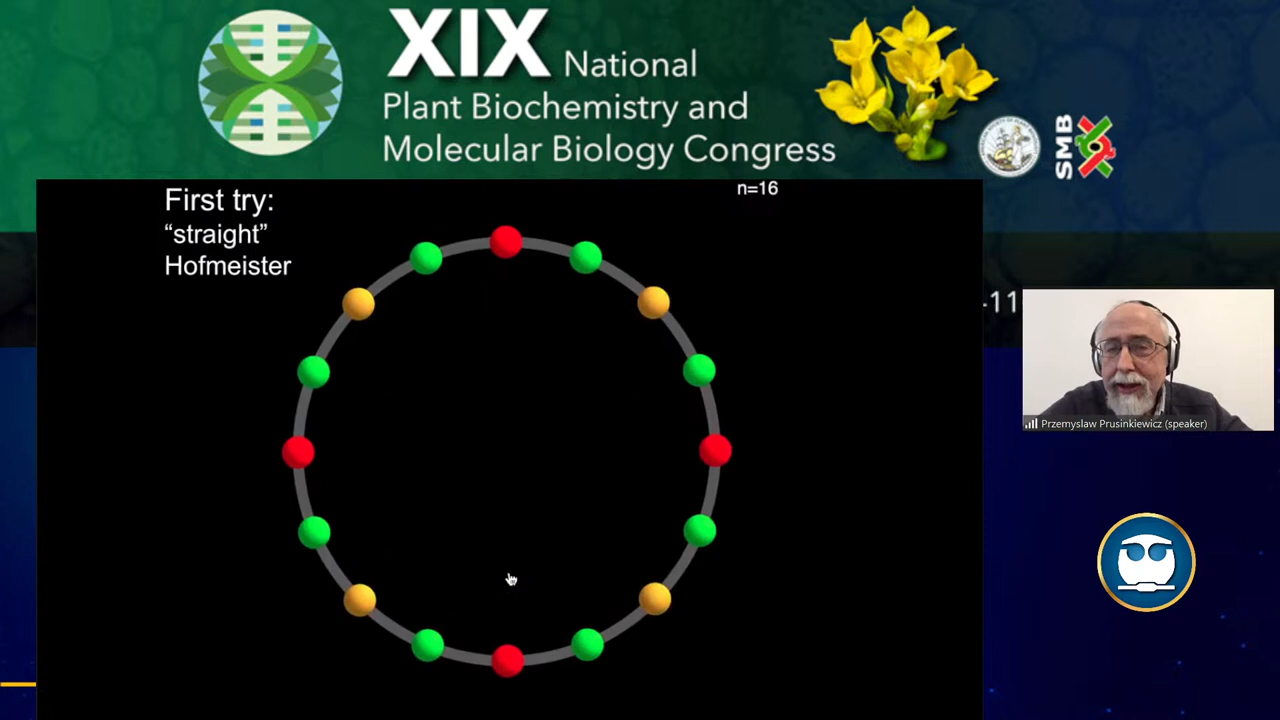 XIX National
Plant Biochemistry and
Molecular Biology Congress
SMB
First try:
“straight”
Hofmeister
n=16
-11
Przemyslaw Prusinkiewicz (speaker)